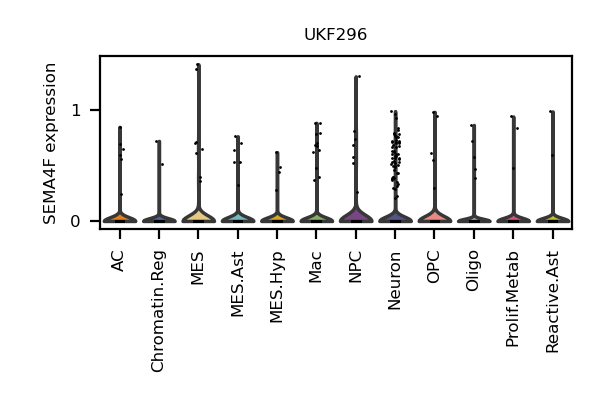 UKF296
SEMA4F expression
1
0
AC
Chromatin.Reg
MES
MES.Ast
MES.Hyp
Mac
NPC
Neuron
OPC
Oligo
Prolif.Metab
Reactive.Ast